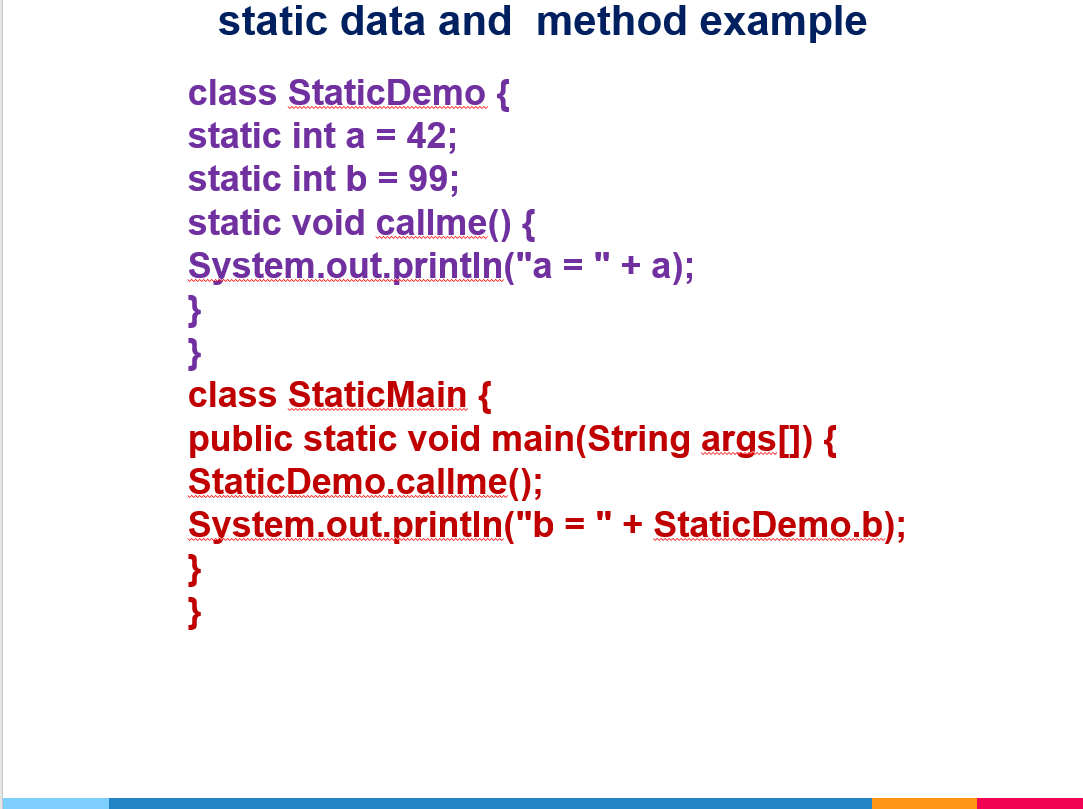 static data and  method example
class StaticDemo {
static int a = 42;
static int b = 99;
static void callme() {
System.out.println("a = " + a);
}
}
class StaticMain {
public static void main(String args[]) {
StaticDemo.callme();
System.out.println("b = " + StaticDemo.b);
}
}